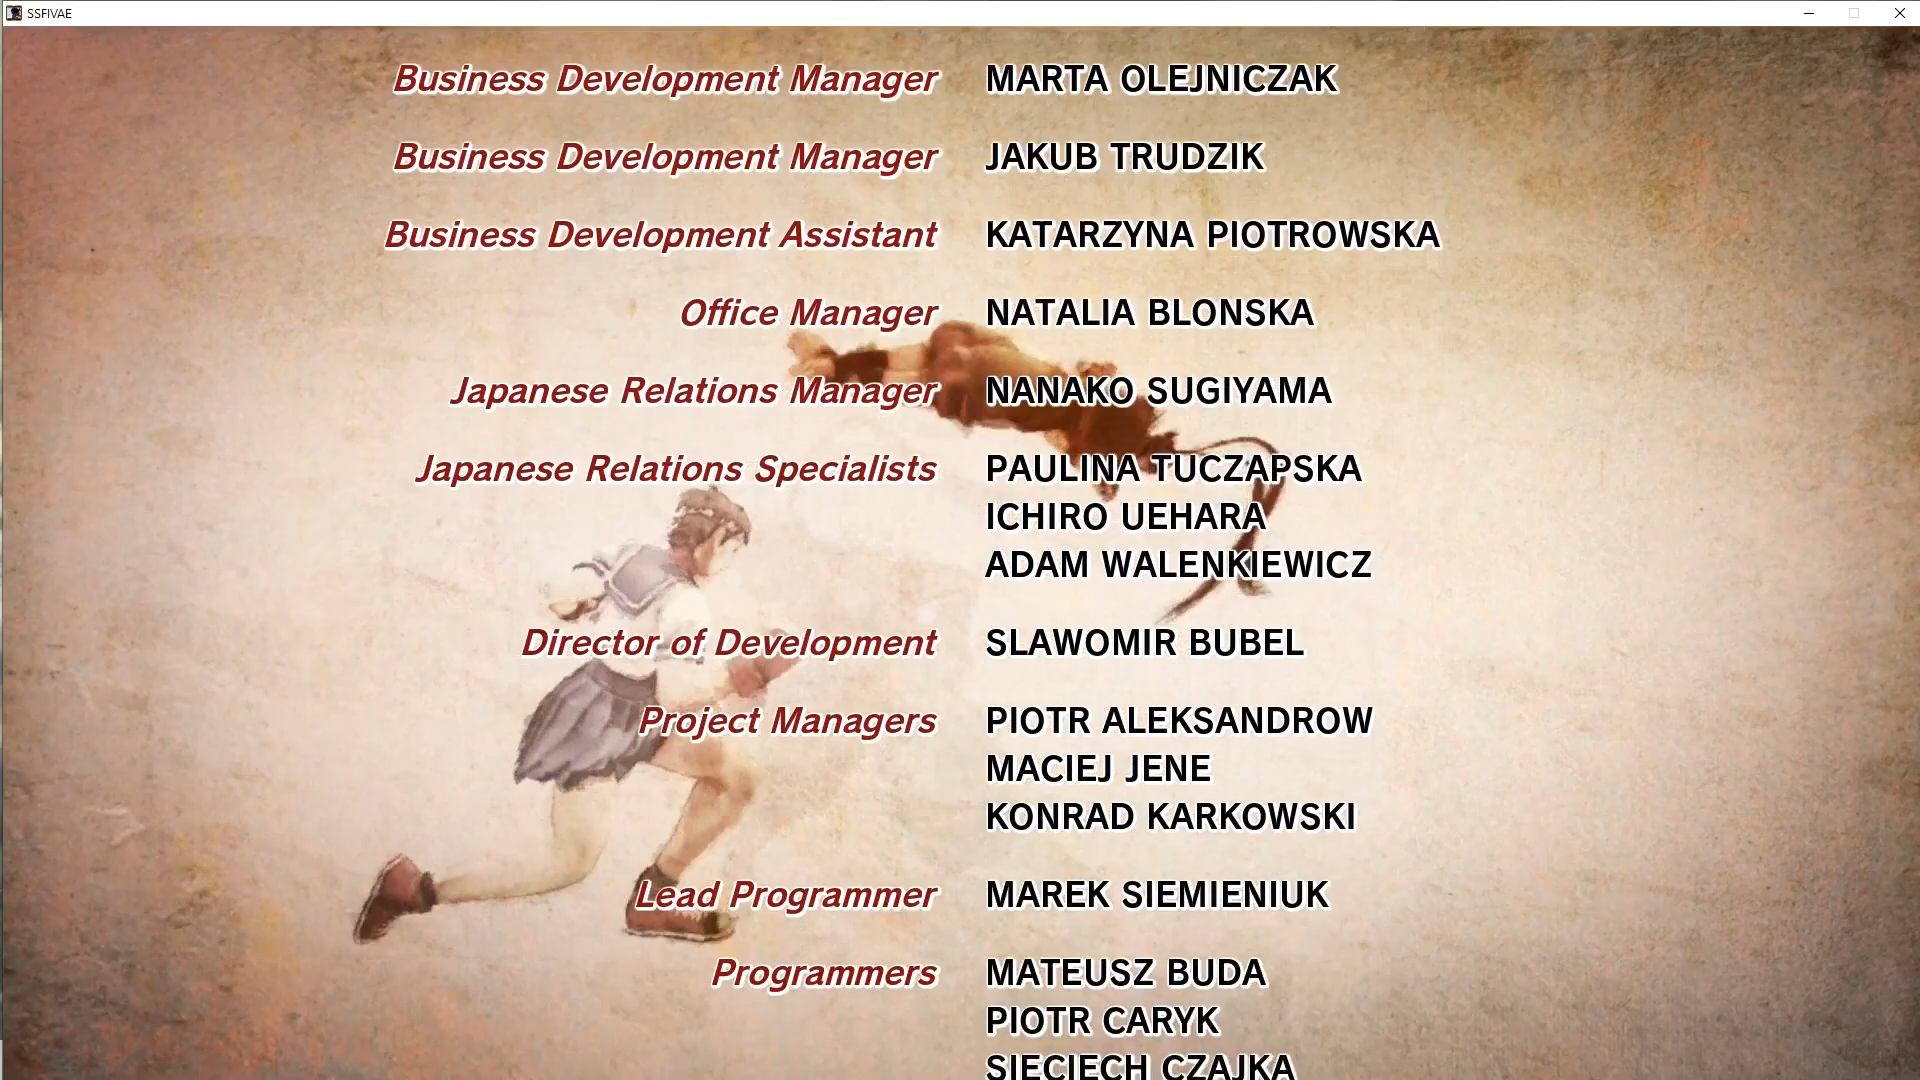 SSFIVAE
Business Development Manager MARTA OLEJNICZAK
Business Development Manager JAKUB TRUDZIK
Business Development Assistant KATARZYNA PIOTROWSKA
Office Manager NATALIA BLONSKA
Japanese Relations Manager NANAKO SUGIYAMA
Japanese Relations Specialists PAULINA TUCZAPSKA
ICHIRO UEHARA
ADAM WALENKIEWICZ
Director of Development SLAWOMIR BUBEL
Project Managers PIOTR ALEKSANDROW
MACIEJ JENE
KONRAD KARKOWSKI
Lead Programmer MAREK SIEMIENIUK
Programmers MATEUSZ BUDA
PIOTR CARYK
SIECIECH CZAJKA